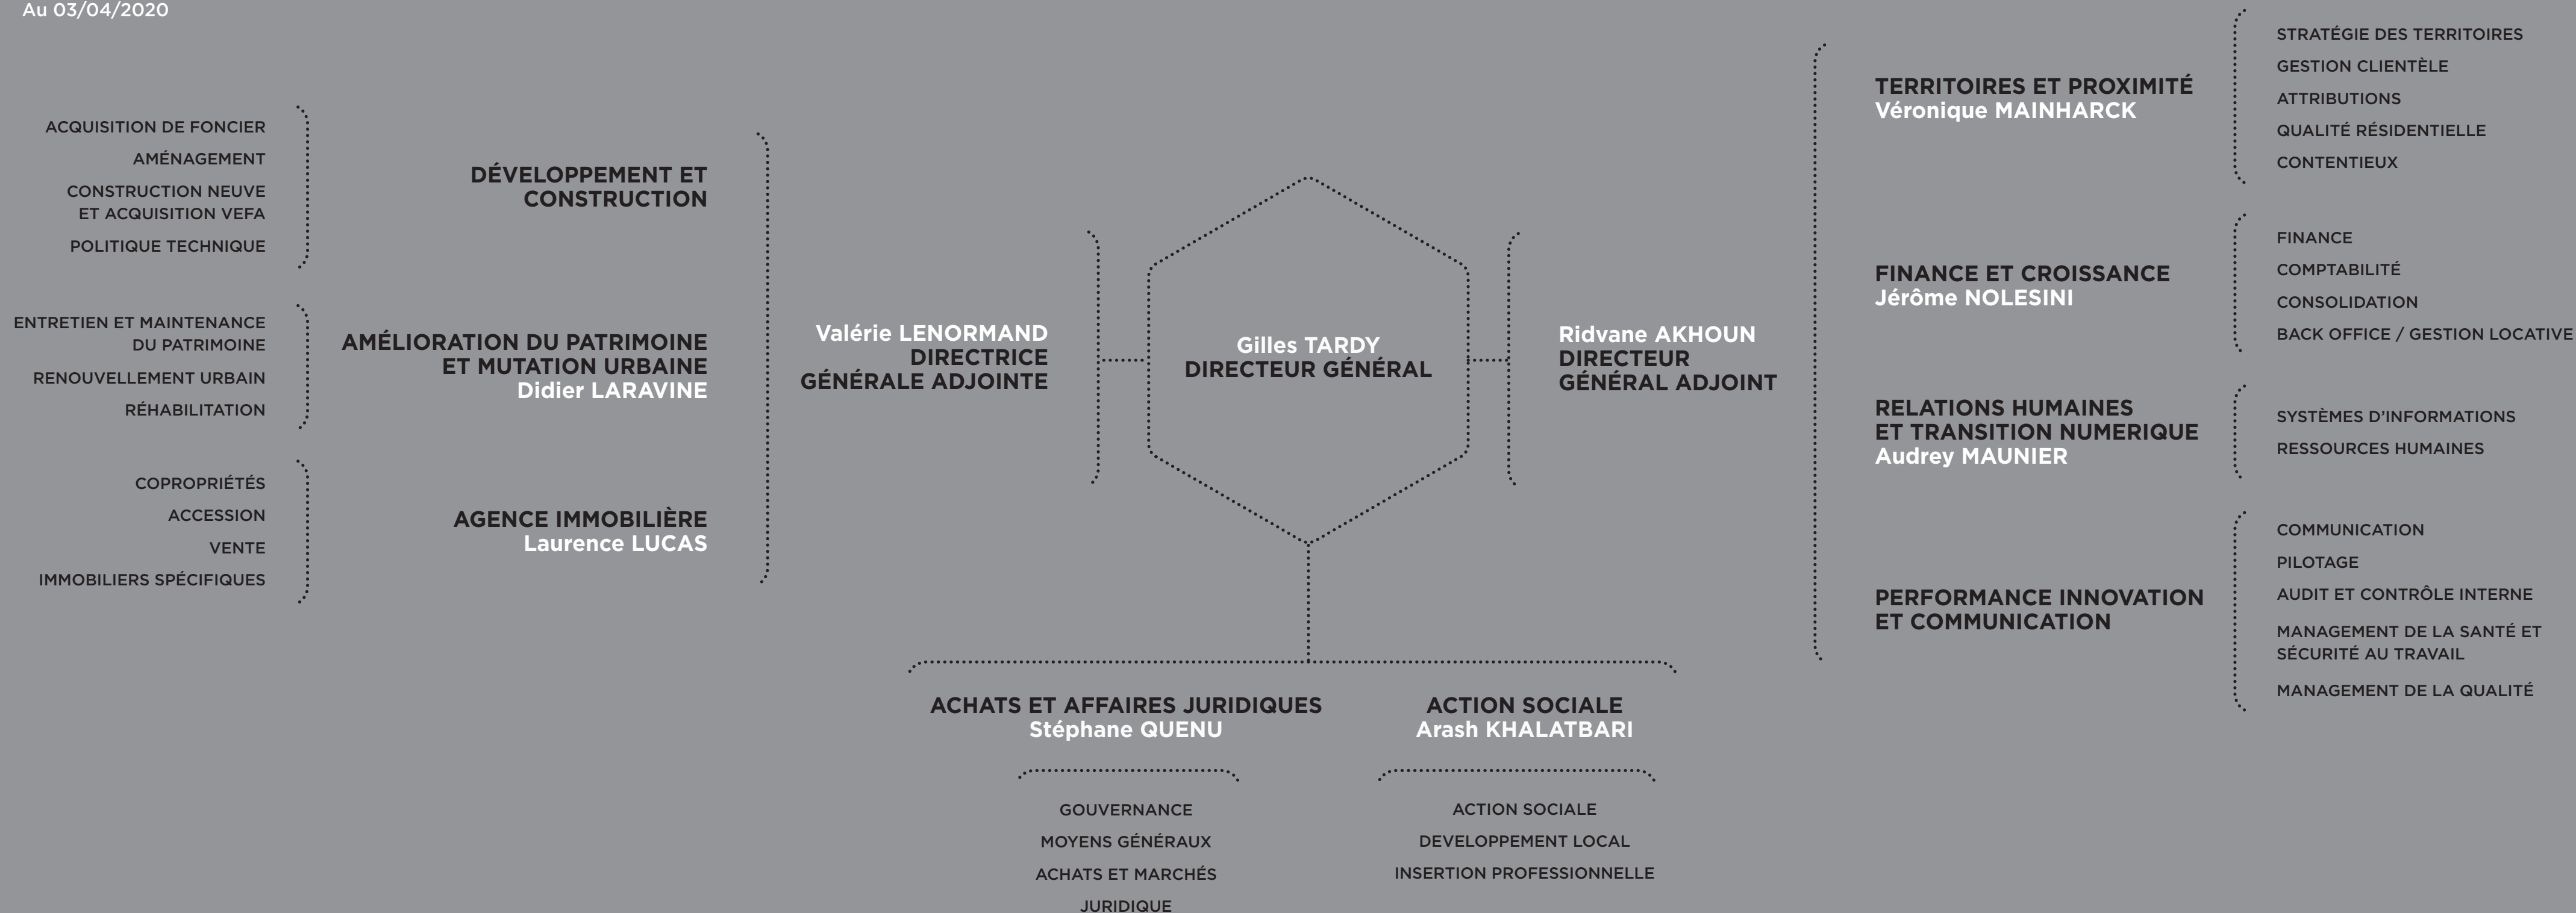 Au 03/04/2020
ACQUISITION DE FONCIER
AMÉNAGEMENT
CONSTRUCTION NEUVE
ET ACQUISITION VEFA
POLITIQUE TECHNIQUE
ENTRETIEN ET MAINTENANCE
DU PATRIMOINE
RENOUVELLEMENT URBAIN
RÉHABILITATION
COPROPRIÉTÉS
ACCESSION
VENTE
IMMOBILIERS SPÉCIFIQUES
DÉVELOPPEMENT ET
CONSTRUCTION
AMÉLIORATION DU PATRIMOINE
ET MUTATION URBAINE
Didier LARAVINE
AGENCE IMMOBILIÈRE
Laurence LUCAS
Valérie LENORMAND
DIRECTRICE
GÉNÉRALE ADJOINTE
Gilles TARDY
DIRECTEUR GÉNÉRAL
Ridvane AKHOUN
DIRECTEUR
GÉNÉRAL ADJOINT
TERRITOIRES ET PROXIMITÉ
Véronique MAINHARCK
FINANCE ET CROISSANCE
Jérôme NOLESINI
RELATIONS HUMAINES
ET TRANSITION NUMERIQUE
Audrey MAUNIER
PERFORMANCE INNOVATION
ET COMMUNICATION
STRATÉGIE DES TERRITOIRES
GESTION CLIENTÈLE
ATTRIBUTIONS
QUALITÉ RÉSIDENTIELLE
CONTENTIEUX
FINANCE
COMPTABILITÉ
CONSOLIDATION
BACK OFFICE / GESTION LOCATIVE
SYSTÈMES D’INFORMATIONS
RESSOURCES HUMAINES
COMMUNICATION
PILOTAGE
AUDIT ET CONTRÔLE INTERNE
MANAGEMENT DE LA SANTÉ ET
SÉCURITÉ AU TRAVAIL
MANAGEMENT DE LA QUALITÉ
ACHATS ET AFFAIRES JURIDIQUES
Stéphane QUENU
GOUVERNANCE
MOYENS GÉNÉRAUX
ACHATS ET MARCHÉS
JURIDIQUE
ACTION SOCIALE
Arash KHALATBARI
ACTION SOCIALE
DEVELOPPEMENT LOCAL
INSERTION PROFESSIONNELLE